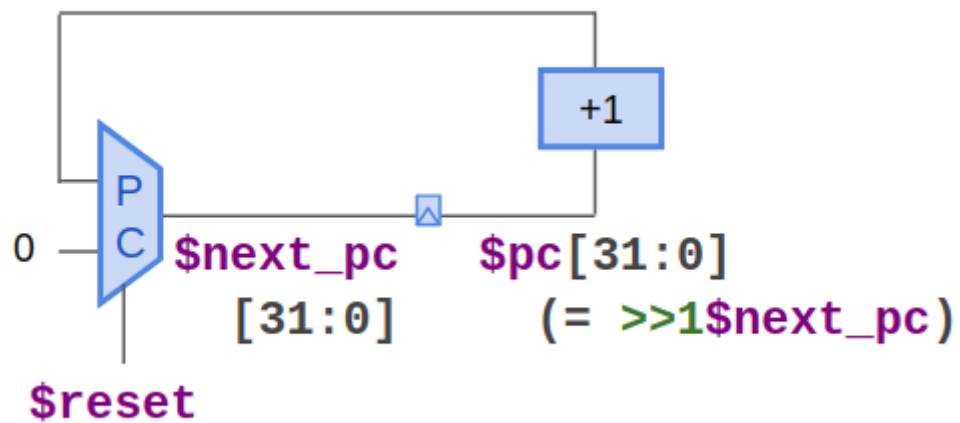 +1
P
C
0
$next_pc $pc[31:0]
[31:0] (= >>1$next_pc)
$reset